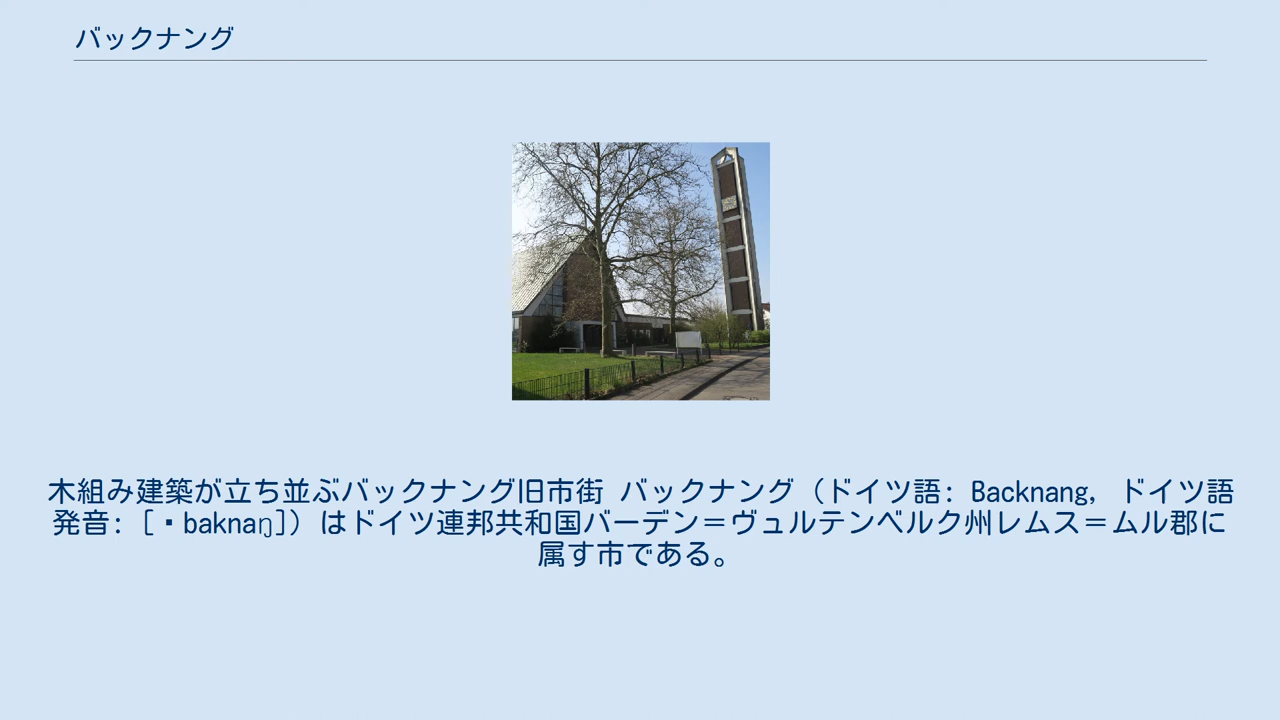 バックナング
木組み建築が立ち並ぶバックナング旧市街 バックナング（ドイツ語: Backnang, ドイツ語
発音: [ˈbaknaŋ]）はドイツ連邦共和国バーデン＝ヴュルテンベルク州レムス＝ムル郡に
属す市である。